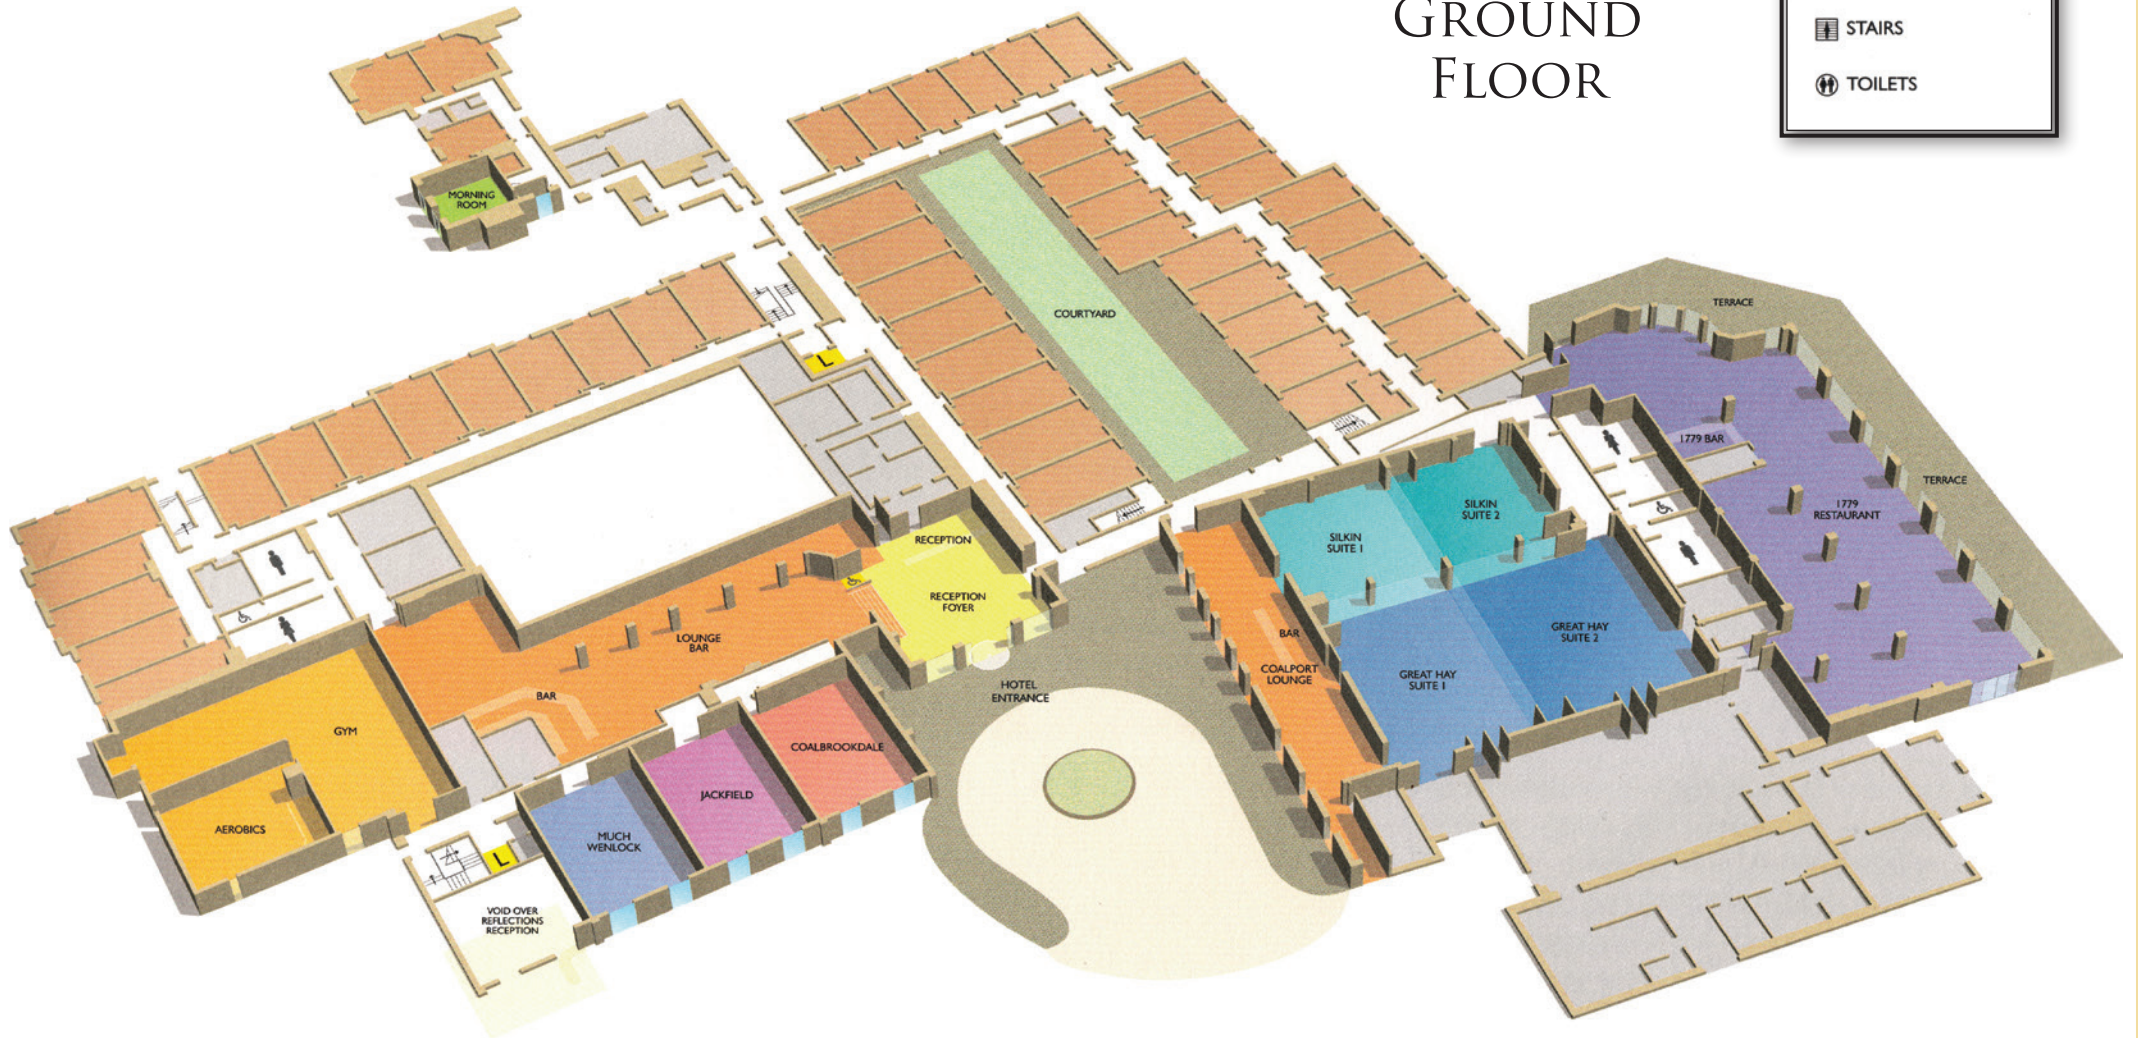 GROUND
FLOOR
STAIRS
TOILETS
MORNING
ROOM
COURTYARD
TERRACE
L
1779 BAR
TERRACE
1779
RESTAURANT
SILKIN
SUITE 2
SILKIN
SUITE 1
RECEPTION
RECEPTION
FOYER
LOUNGE
BAR
BAR
GREAT HAY
SUITE 2
BAR
COALPORT
LOUNGE
GREAT HAY
SUITE 1
HOTEL
ENTRANCE
GYM
COALBROOKDALE
JACKFIELD
AEROBICS
MUCH
WENLOCK
L
VOID OVER
REFLECTIONS
RECEPTION